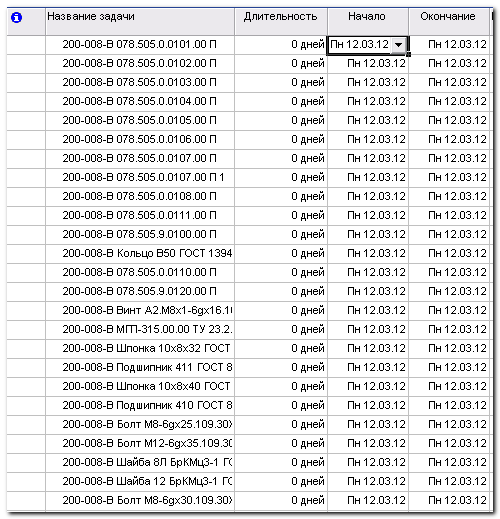 Название задачи Длительность Начало Окончание
200-008-В 078.505.0.0101.00 П 0 дней Пн 12.03.12 Пн 12.03.12
200-008-В 078.505.0.0102.00 П 0 дней Пн 12.03.12 Пн 12.03.12
200-008-В 078.505.0.0103.00 П 0 дней Пн 12.03.12 Пн 12.03.12
200-008-В 078.505.0.0104.00 П 0 дней Пн 12.03.12 Пн 12.03.12
200-008-В 078.505.0.0105.00 П 0 дней Пн 12.03.12 Пн 12.03.12
200-008-В 078.505.0.0106.00 П 0 дней Пн 12.03.12 Пн 12.03.12
200-008-В 078.505.0.0107.00 П 0 дней Пн 12.03.12 Пн 12.03.12
200-008-В 078.505.0.0107.00 П 1 0 дней Пн 12.03.12 Пн 12.03.12
200-008-В 078.505.0.0108.00 П 0 дней Пн 12.03.12 Пн 12.03.12
200-008-В 078.505.0.0111.00 П 0 дней Пн 12.03.12 Пн 12.03.12
200-008-В 078.505.9.0100.00 П 0 дней Пн 12.03.12 Пн 12.03.12
200-008-В Кольцо В50 ГОСТ 1394 0 дней Пн 12.03.12 Пн 12.03.12
200-008-В 078.505.0.0110.00 П 0 дней Пн 12.03.12 Пн 12.03.12
200-008-В 078.505.9.0120.00 П 0 дней Пн 12.03.12 Пн 12.03.12
200-008-В Винт А2.М8х1-6gх16.1 0 дней Пн 12.03.12 Пн 12.03.12
200-008-В МГП-315.00.00 ТУ 23.2. 0 дней Пн 12.03.12 Пн 12.03.12
200-008-В Шпонка 10х8х32 ГОСТ 0 дней Пн 12.03.12 Пн 12.03.12
200-008-В Подшипник 411 ГОСТ 8 0 дней Пн 12.03.12 Пн 12.03.12
200-008-В Шпонка 10х8х40 ГОСТ 0 дней Пн 12.03.12 Пн 12.03.12
200-008-В Подшипник 410 ГОСТ 8 0 дней Пн 12.03.12 Пн 12.03.12
200-008-В Болт М8-6gх25.109.30Х 0 дней Пн 12.03.12 Пн 12.03.12
200-008-В Болт М12-6gх35.109.30 0 дней Пн 12.03.12 Пн 12.03.12
200-008-В Шайба 8Л БрКМц3-1 ГО 0 дней Пн 12.03.12 Пн 12.03.12
200-008-В Шайба 12 БрКМц3-1 ГО 0 дней Пн 12.03.12 Пн 12.03.12
200-008-В Болт М8-6gх30.109.30Х 0 дней Пн 12.03.12 Пн 12.03.12